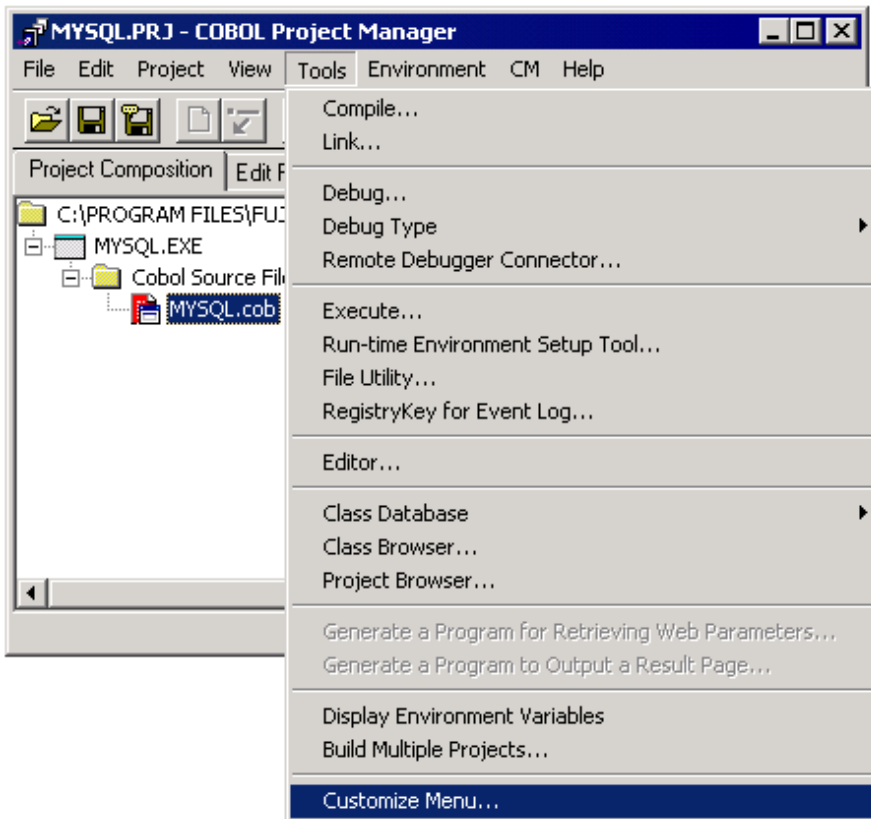 MYSQL.PRJ - COBOL Project Manager
File Edit Project View Tools Environment CM Help
Project Composition Edit
C:\PROGRAM FILES\
MYSQL.EXE
Cobol Source
MYSQL.cob
Compile...
Link...
Debug...
Debug Type
Remote Debugger Connector...
Execute...
Run-time Environment Setup Tool...
File Utility...
RegistryKey for Event Log...
Editor...
Class Database
Class Browser...
Project Browser...
Generate a Program for Retrieving Web Parameters...
Generate a Program to Output a Result Page...
Display Environment Variables
Build Multiple Projects...
Customize Menu...